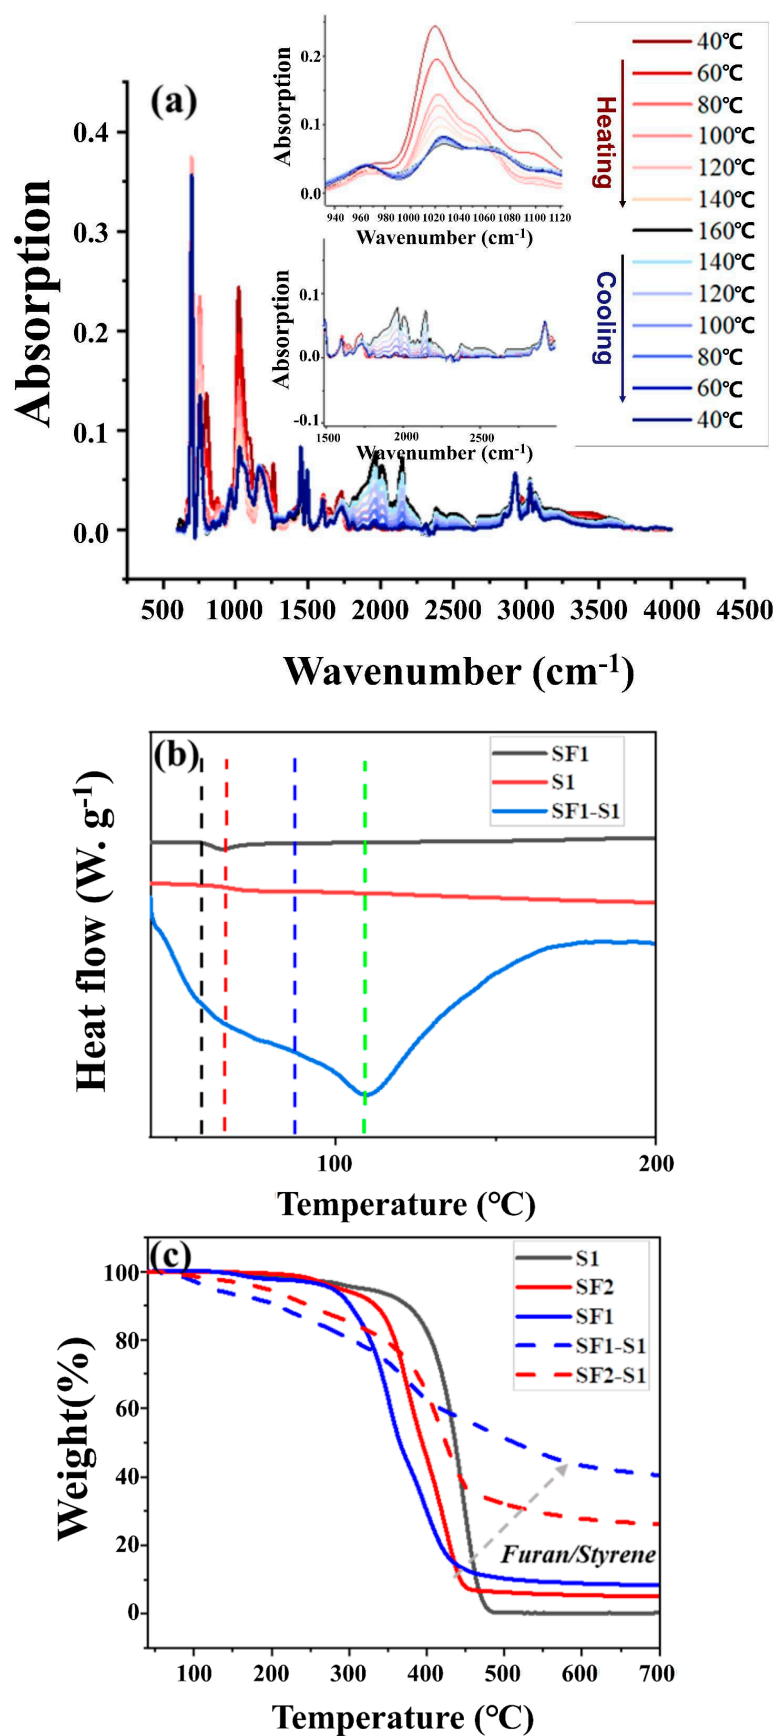 (a)
Absorption
0.4
0.3
0.2
0.1
0.0
500 1000 1500 2000 2500 3000 3500 4000 4500
Wavenumber (cm⁻¹)
Absorption
0.2
0.1
0.0
940 960 980 1000 1020 1040 1060 1080 1100 1120
Wavenumber (cm⁻¹)
Absorption
0.1
0.0
-0.1
1500 2000 2500
Wavenumber (cm⁻¹)
Heating
Cooling
40℃
60℃
80℃
100℃
120℃
140℃
160℃
140℃
120℃
100℃
80℃
60℃
40℃
(b)
Heat flow (W. g⁻¹)
SF1
S1
SF1-S1
100 200
Temperature (℃)
(c)
Weight(%)
100
80
60
40
20
0
S1
SF2
SF1
SF1-S1
SF2-S1
Furan/Styrene
100 200 300 400 500 600 700
Temperature (℃)